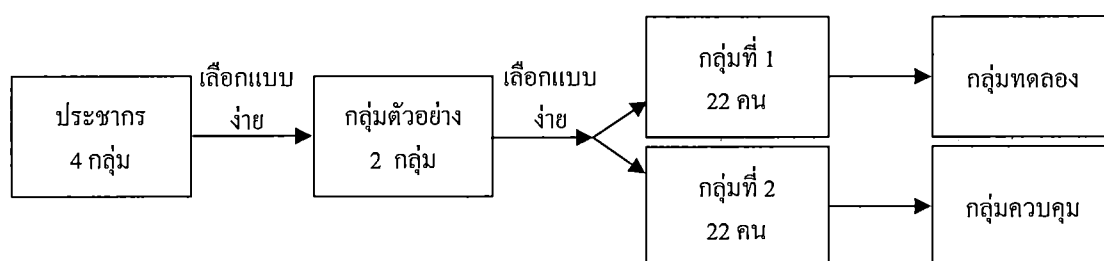 ประชากร
4 กลุ่ม
เลือกแบบ
ง่าย
กลุ่มตัวอย่าง
2 กลุ่ม
เลือกแบบ
ง่าย
กลุ่มที่ 1
22 คน
กลุ่มทดลอง
กลุ่มที่ 2
22 คน
กลุ่มควบคุม